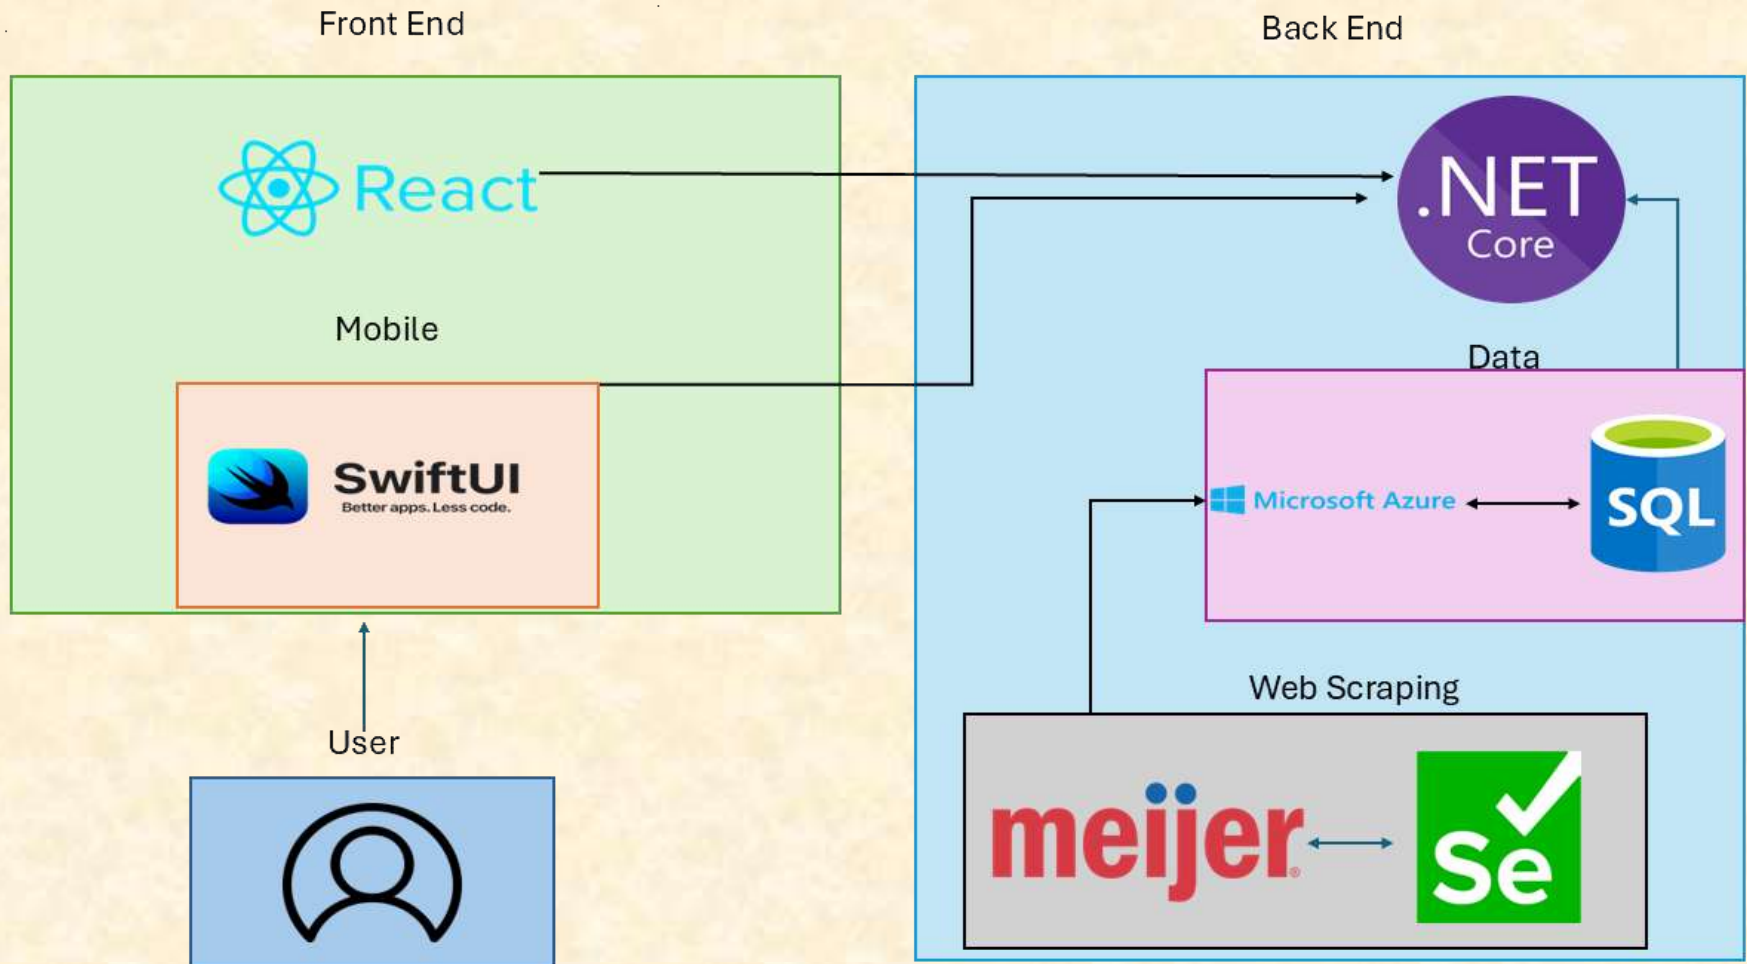 Front End
React
Mobile
SwiftUI
Better apps. Less code.
User
Back End
.NET
Core
Data
Microsoft Azure
SQL
Web Scraping
meijer
Se